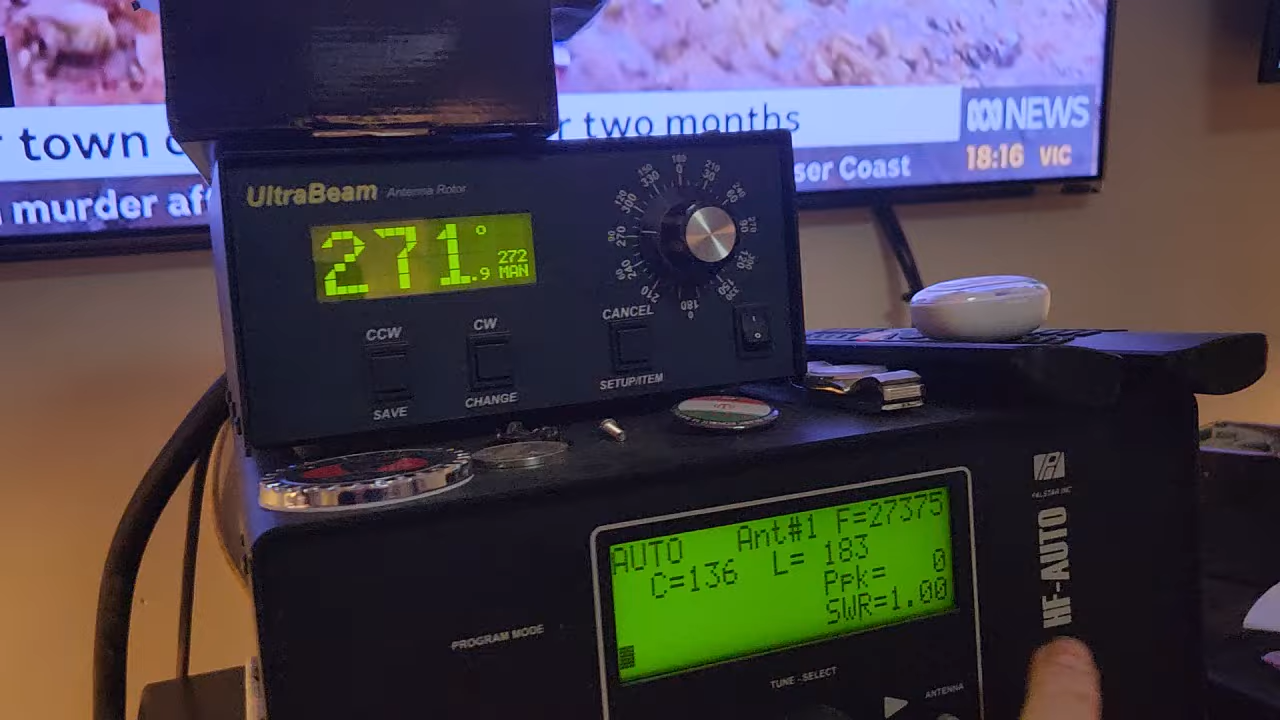 town
two months
ABC NEWS
murder
sor Coast
18:16 VIC
UltraBeam Antenna Rotor
271.9°
272
MAN
CCW
CW
CANCEL
SAVE
CHANGE
SETUP/ITEM
PALSTAR INC
HF-AUTO
AUTO Ant#1 F=27375
C=136 L= 183
Ppk= 0
SWR=1.00
PROGRAM MODE
TUNE - SELECT
ANTENNA